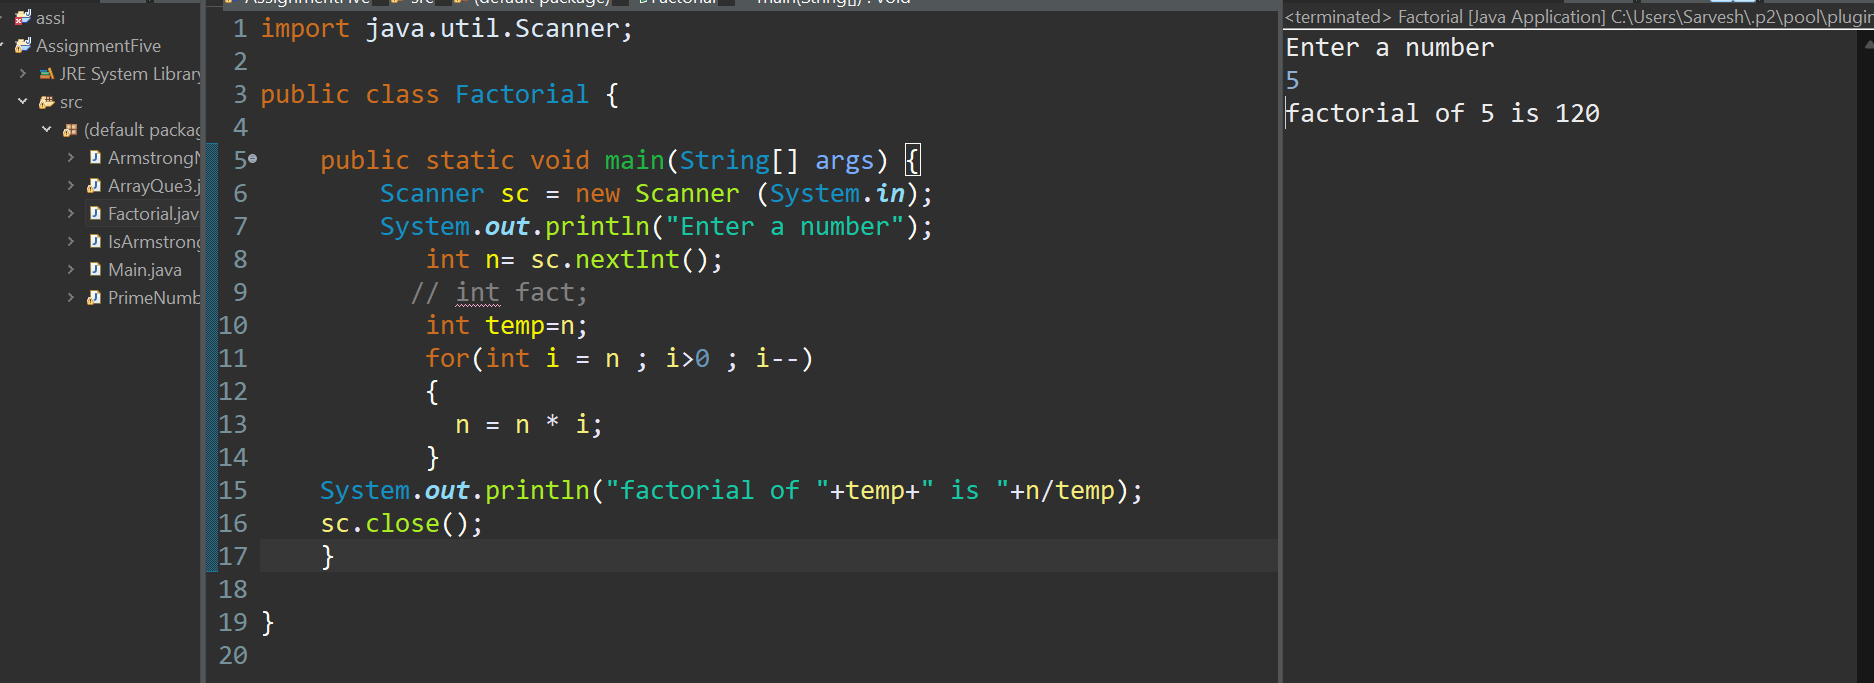 assi
AssignmentFive
JRE System Library
src
(default packag
ArmstrongN
ArrayQue3.j
Factorial.jav
IsArmstrong
Main.java
PrimeNumb
1 import java.util.Scanner;
2
3 public class Factorial {
4
5 public static void main(String[] args) {
6 Scanner sc = new Scanner (System.in);
7 System.out.println("Enter a number");
8 int n= sc.nextInt();
9 // int fact;
10 int temp=n;
11 for(int i = n ; i>0 ; i--)
12 {
13 n = n * i;
14 }
15 System.out.println("factorial of "+temp+" is "+n/temp);
16 sc.close();
17 }
18
19 }
20
<terminated> Factorial [Java Application] C:\Users\Sarvesh\.p2\pool\plugin
Enter a number
5
factorial of 5 is 120